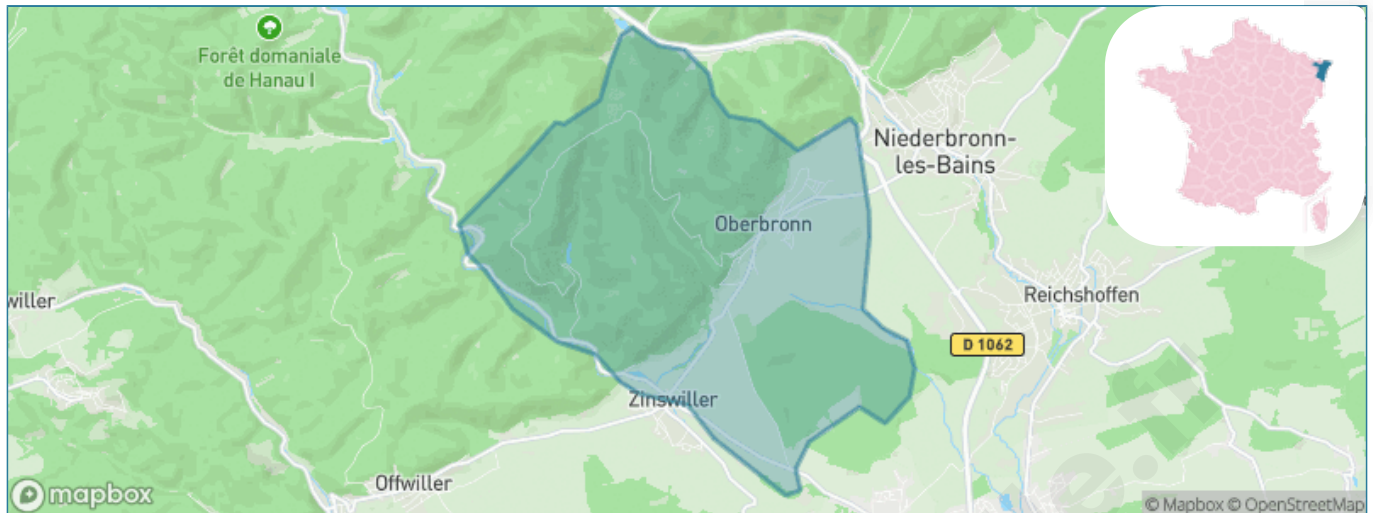 Forêt domaniale
de Hanau I
Niederbronn-
les-Bains
Oberbronn
willer
Reichshoffen
D 1062
Zinswiller
Offwiller
mapbox
© Mapbox © OpenStreetMap